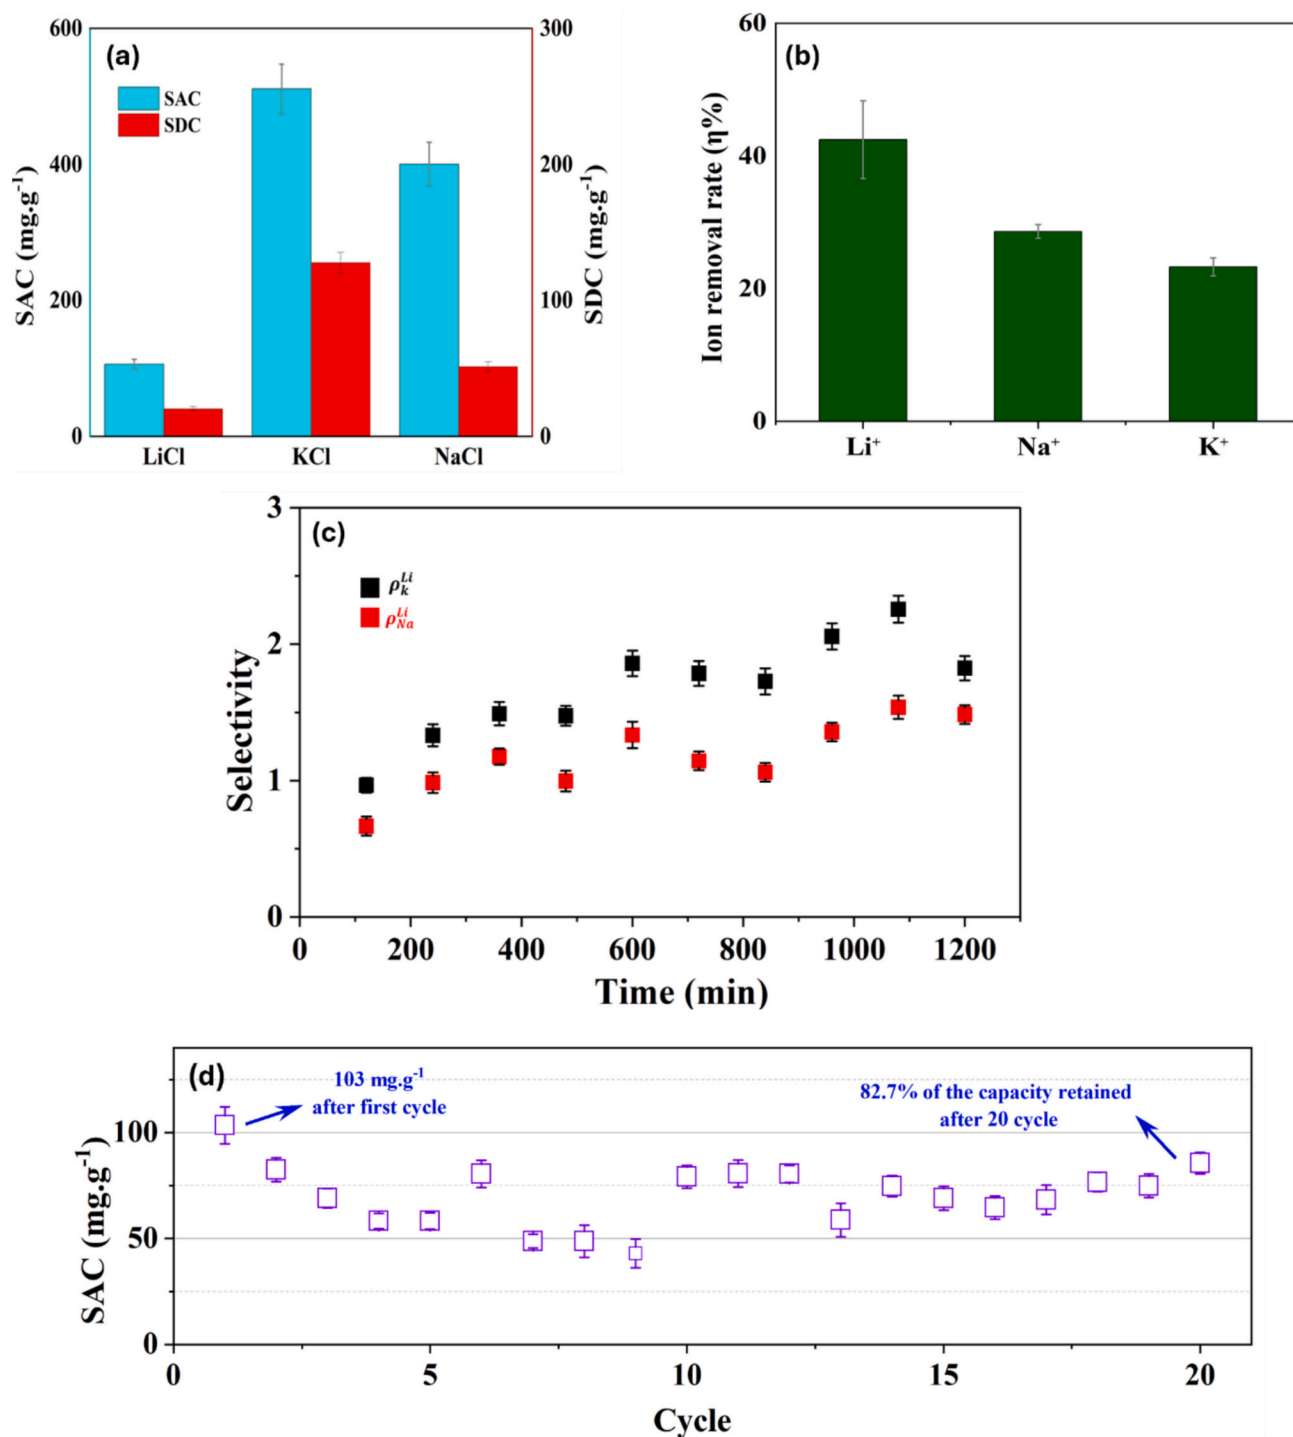 (a)
600
400
200
0
SAC (mg.g⁻¹)
SAC
SDC
300
200
100
0
SDC (mg.g⁻¹)
LiCl
KCl
NaCl
(b)
60
40
20
0
Ion removal rate (η%)
Li⁺
Na⁺
K⁺
(c)
3
2
1
0
Selectivity
ρₖᴸⁱ
ρ_Na^Li
0
200
400
600
800
1000
1200
Time (min)
(d)
103 mg.g⁻¹
after first cycle
82.7% of the capacity retained
after 20 cycle
100
50
0
SAC (mg.g⁻¹)
0
5
10
15
20
Cycle